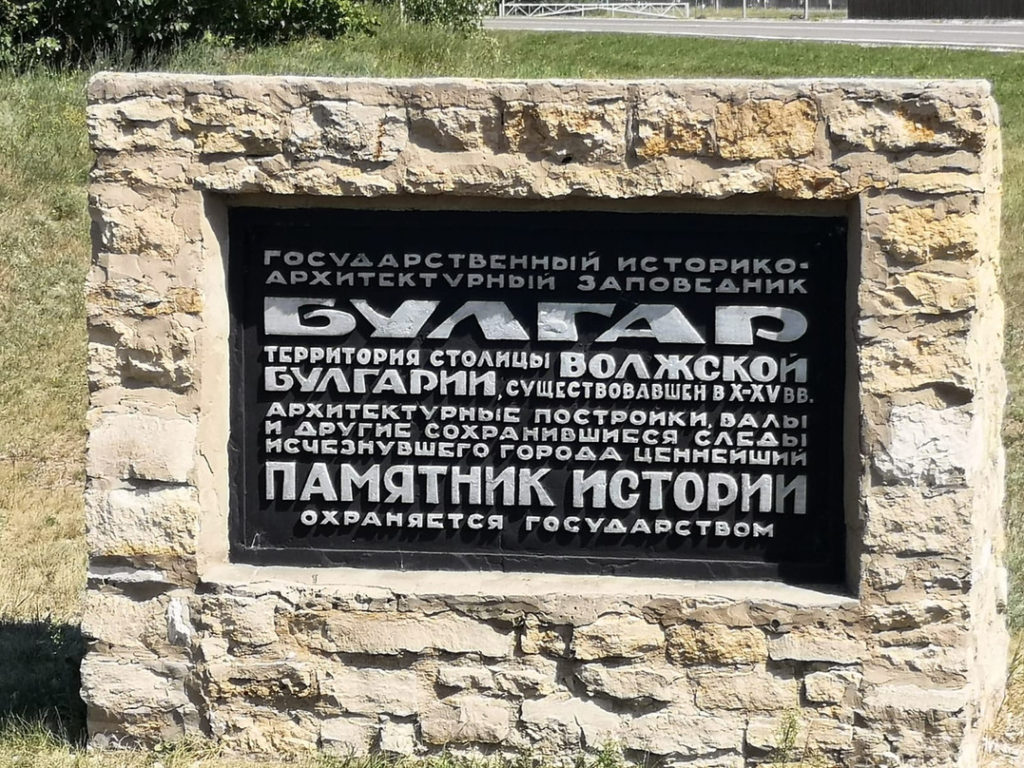 ГОСУДАРСТВЕННЫЙ ИСТОРИКО-
АРХИТЕКТУРНЫЙ ЗАПОВЕДНИК
БУЛГАР
ТЕРРИТОРИЯ СТОЛИЦЫ ВОЛЖСКОЙ
БУЛГАРИИ, СУЩЕСТВОВАВШЕЙ В X-XV ВВ.
АРХИТЕКТУРНЫЕ ПОСТРОЙКИ, ВАЛЫ
И ДРУГИЕ СОХРАНИВШИЕСЯ СЛЕДЫ
ИСЧЕЗНУВШЕГО ГОРОДА ЦЕННЕЙШИЙ
ПАМЯТНИК ИСТОРИИ
ОХРАНЯЕТСЯ ГОСУДАРСТВОМ